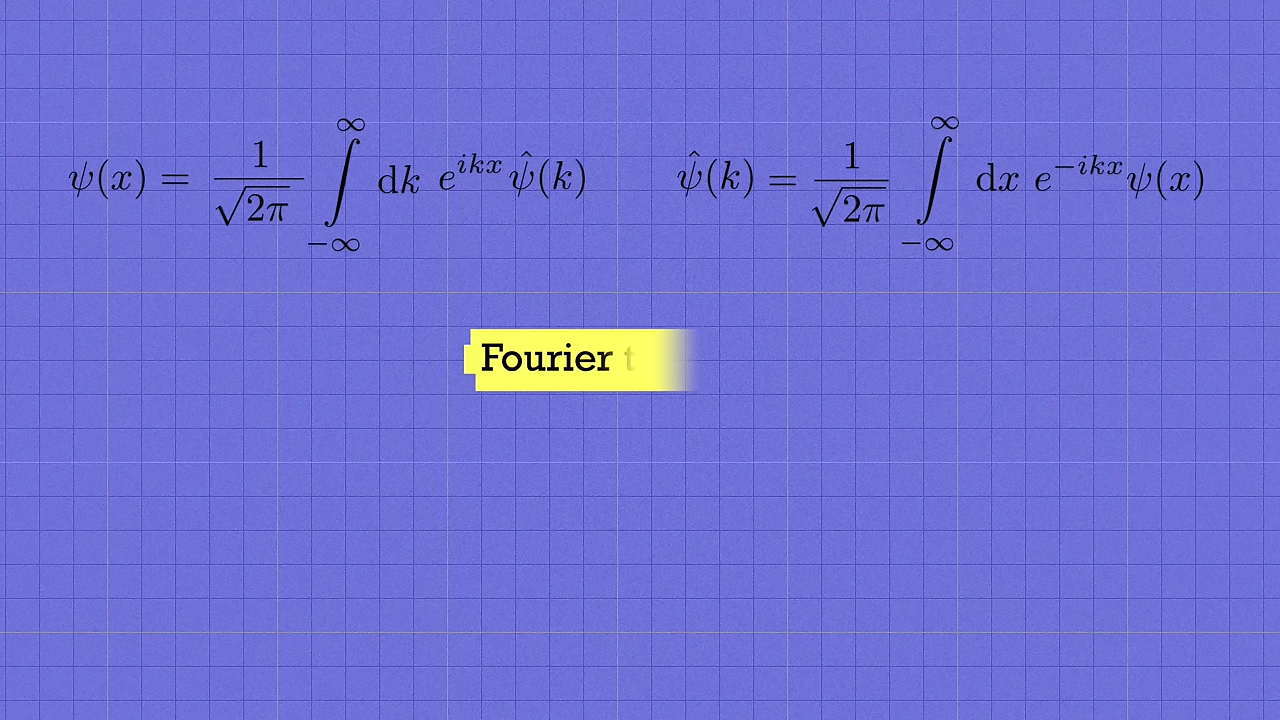 ψ(x) = 1/√2π ∫_{-∞}^{∞} dk e^{ikx} ψ̂(k)
ψ̂(k) = 1/√2π ∫_{-∞}^{∞} dx e^{-ikx} ψ(x)
Fourier t